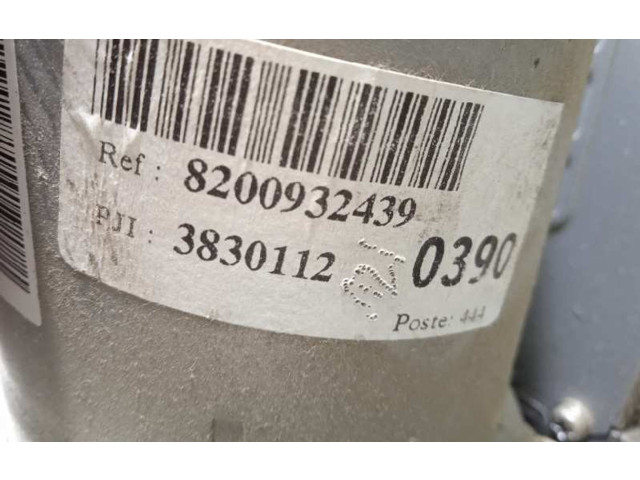 Ref : 8200932439
PJI : 3830112 0390
Poste: 444